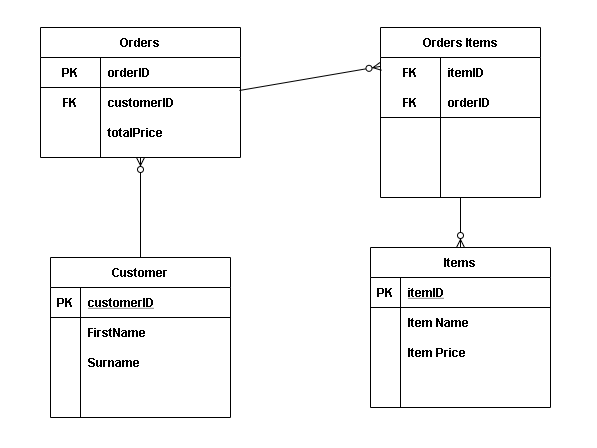 Orders
PK orderID
FK customerID
totalPrice
Orders Items
FK itemID
FK orderID
Customer
PK customerID
FirstName
Surname
Items
PK itemID
Item Name
Item Price